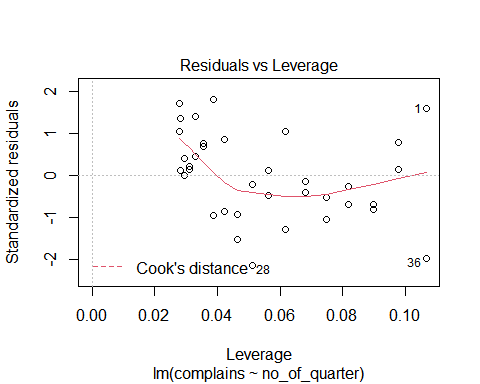 Residuals vs Leverage
Standardized residuals
2
1
0
-1
-2
1
36
28
Cook's distance
0.00
0.02
0.04
0.06
0.08
0.10
Leverage
lm(complains ~ no_of_quarter)